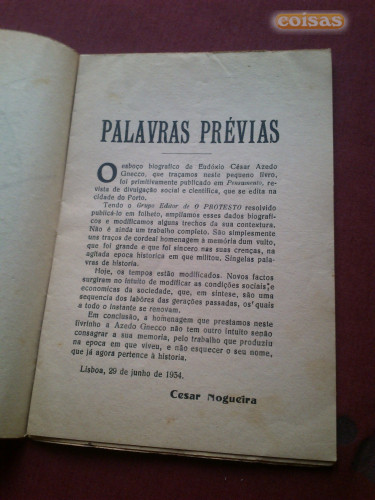 coisas
PALAVRAS PRÉVIAS
O esboço biografico de Eudóxio César Azedo
Gnecco, que traçamos neste pequeno livro,
foi primitivamente publicado em Pensamento, re-
vista de divulgação social e científica, que se edita na
cidade do Porto.
Tendo o Grupo Editor de O PROTESTO resolvido
publicá-lo em folheto, ampliamos esses dados biografi-
cos e modificamos alguns trechos da sua contextura.
Não é ainda um trabalho completo. São simplesmente
uns traços de cordeal homenagem à memória dum vulto,
que foi grande e que foi sincero nas suas crenças, na
agitada epoca historica em que militou. Singelas pala-
vras de historia.
Hoje, os tempos estão modificados. Novos factos
surgirem no intuito de modificar as condições sociais e
economicas da sociedade, que, em síntese, são uma
sequencia dos labôres das gerações passadas, os quais
a todo o instante se renovam.
Em conclusão, a homenagem que prestamos neste
livrinho a Azedo Gnecco não tem outro intuito senão
consagrar a sua memória, pelo trabalho que produziu
na epoca em que viveu, e não esquecer o seu nome,
que já agora pertence à historia.
Lisboa, 29 de junho de 1934.
Cesar Nogueira